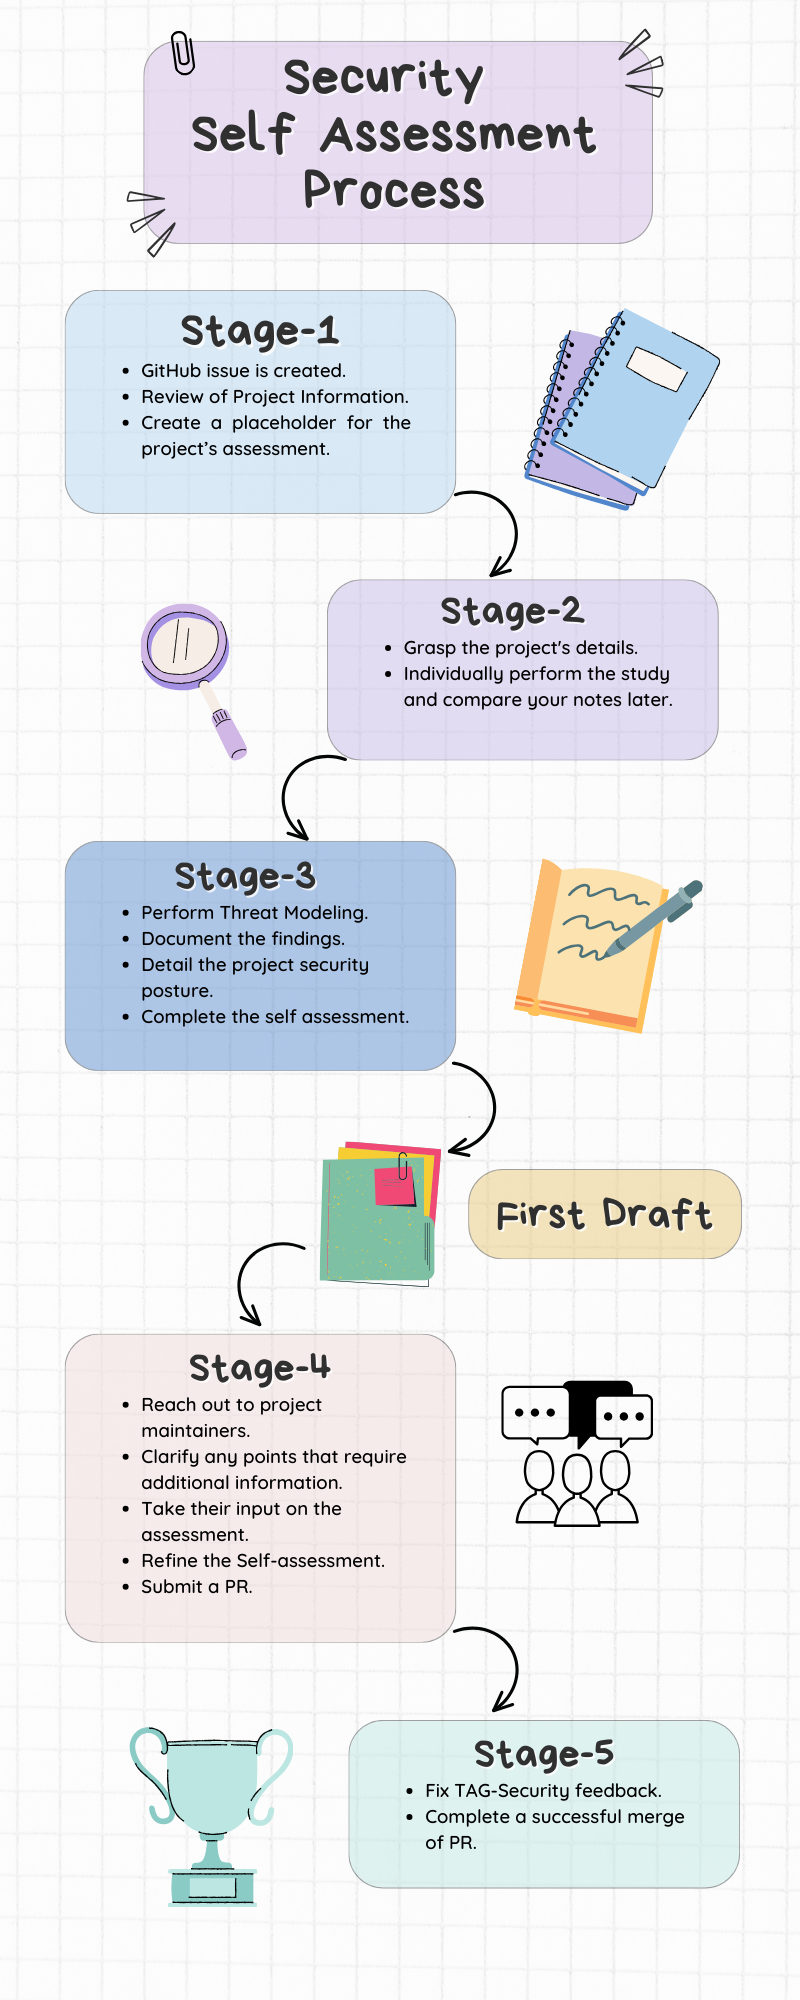 Security
Self Assessment
Process
Stage-1
• GitHub issue is created.
• Review of Project Information.
• Create a placeholder for the
project's assessment.
Stage-2
• Grasp the project's details.
• Individually perform the study
and compare your notes later.
Stage-3
• Perform Threat Modeling.
• Document the findings.
• Detail the project security
posture.
• Complete the self assessment.
First Draft
Stage-4
• Reach out to project
maintainers.
• Clarify any points that require
additional information.
• Take their input on the
assessment.
• Refine the Self-assessment.
• Submit a PR.
Stage-5
• Fix TAG-Security feedback.
• Complete a successful merge
of PR.